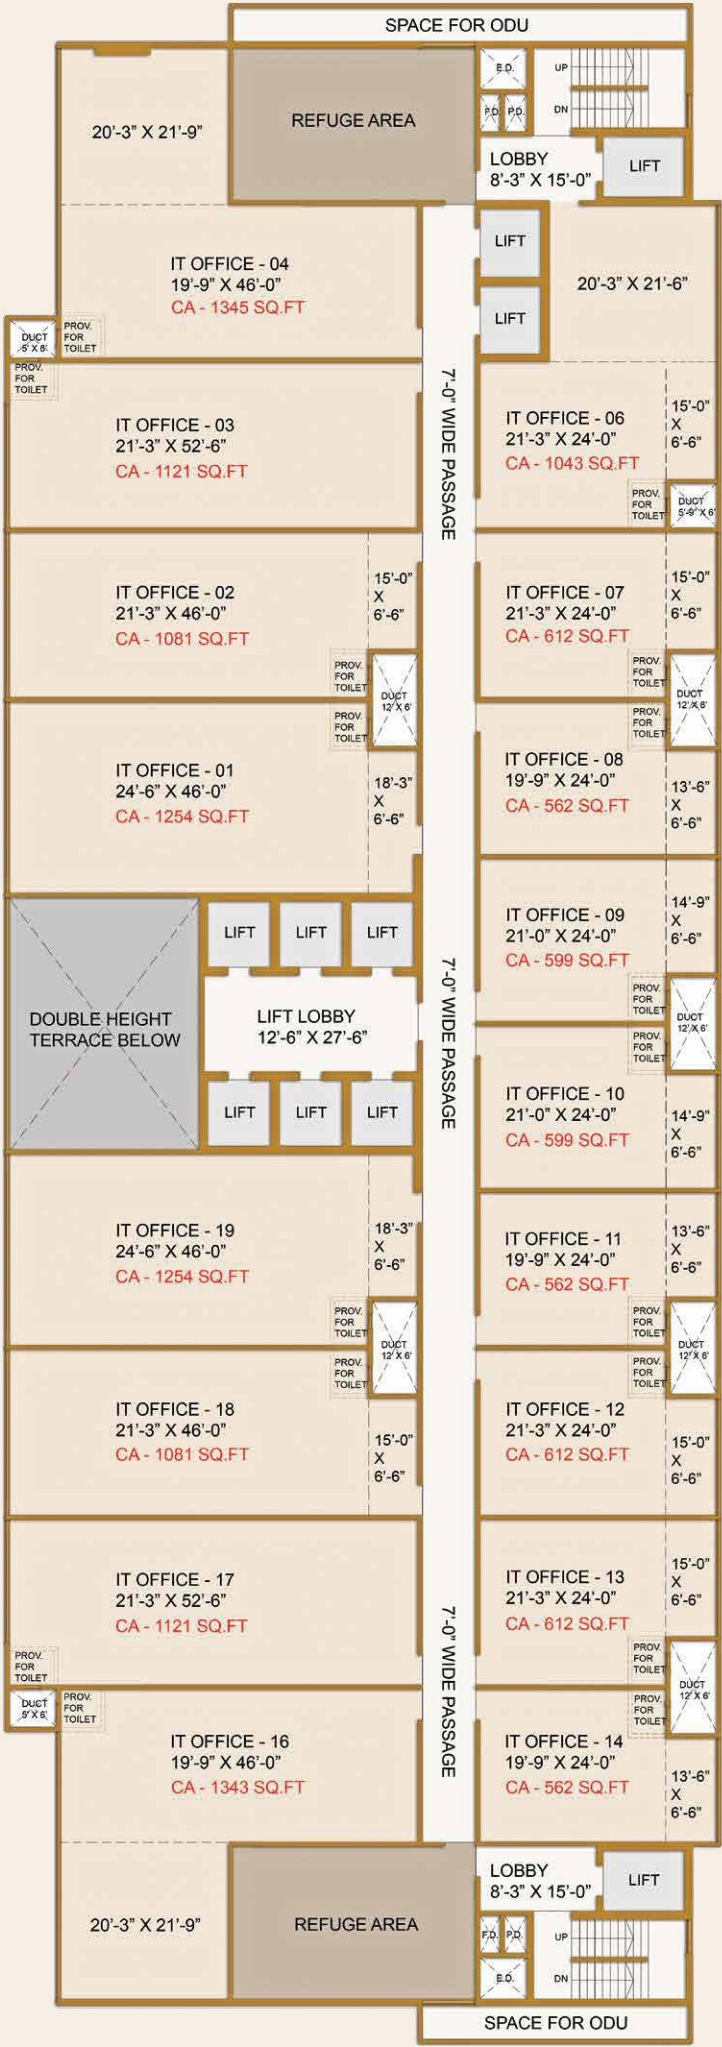 SPACE FOR ODU
E.D.
UP
P.D.
DN
20'-3" X 21'-9"
REFUGE AREA
LOBBY
8'-3" X 15'-0"
LIFT
LIFT
LIFT
20'-3" X 21'-6"
IT OFFICE - 04
19'-9" X 46'-0"
CA - 1345 SQ.FT
DUCT
5' X 6'
PROV.
FOR
TOILET
PROV.
FOR
TOILET
7'-0" WIDE PASSAGE
IT OFFICE - 03
21'-3" X 52'-6"
CA - 1121 SQ.FT
IT OFFICE - 06
21'-3" X 24'-0"
CA - 1043 SQ.FT
15'-0"
X
6'-6"
PROV.
FOR
TOILET
DUCT
5'-9" X 6'
IT OFFICE - 02
21'-3" X 46'-0"
CA - 1081 SQ.FT
15'-0"
X
6'-6"
PROV.
FOR
TOILET
DUCT
12' X 6'
PROV.
FOR
TOILET
IT OFFICE - 07
21'-3" X 24'-0"
CA - 612 SQ.FT
15'-0"
X
6'-6"
PROV.
FOR
TOILET
DUCT
12' X 6'
PROV.
FOR
TOILET
IT OFFICE - 01
24'-6" X 46'-0"
CA - 1254 SQ.FT
18'-3"
X
6'-6"
IT OFFICE - 08
19'-9" X 24'-0"
CA - 562 SQ.FT
13'-6"
X
6'-6"
DOUBLE HEIGHT
TERRACE BELOW
LIFT
LIFT
LIFT
LIFT LOBBY
12'-6" X 27'-6"
LIFT
LIFT
LIFT
7'-0" WIDE PASSAGE
IT OFFICE - 09
21'-0" X 24'-0"
CA - 599 SQ.FT
14'-9"
X
6'-6"
PROV.
FOR
TOILET
DUCT
12' X 6'
PROV.
FOR
TOILET
IT OFFICE - 10
21'-0" X 24'-0"
CA - 599 SQ.FT
14'-9"
X
6'-6"
IT OFFICE - 19
24'-6" X 46'-0"
CA - 1254 SQ.FT
18'-3"
X
6'-6"
PROV.
FOR
TOILET
DUCT
12' X 6'
PROV.
FOR
TOILET
IT OFFICE - 11
19'-9" X 24'-0"
CA - 562 SQ.FT
13'-6"
X
6'-6"
PROV.
FOR
TOILET
DUCT
12' X 6'
PROV.
FOR
TOILET
IT OFFICE - 18
21'-3" X 46'-0"
CA - 1081 SQ.FT
15'-0"
X
6'-6"
IT OFFICE - 12
21'-3" X 24'-0"
CA - 612 SQ.FT
15'-0"
X
6'-6"
IT OFFICE - 17
21'-3" X 52'-6"
CA - 1121 SQ.FT
PROV.
FOR
TOILET
DUCT
5' X 6'
PROV.
FOR
TOILET
7'-0" WIDE PASSAGE
IT OFFICE - 13
21'-3" X 24'-0"
CA - 612 SQ.FT
15'-0"
X
6'-6"
PROV.
FOR
TOILET
DUCT
12' X 6'
PROV.
FOR
TOILET
IT OFFICE - 16
19'-9" X 46'-0"
CA - 1343 SQ.FT
IT OFFICE - 14
19'-9" X 24'-0"
CA - 562 SQ.FT
13'-6"
X
6'-6"
20'-3" X 21'-9"
REFUGE AREA
LOBBY
8'-3" X 15'-0"
LIFT
F.D.
P.D.
UP
E.D.
DN
SPACE FOR ODU